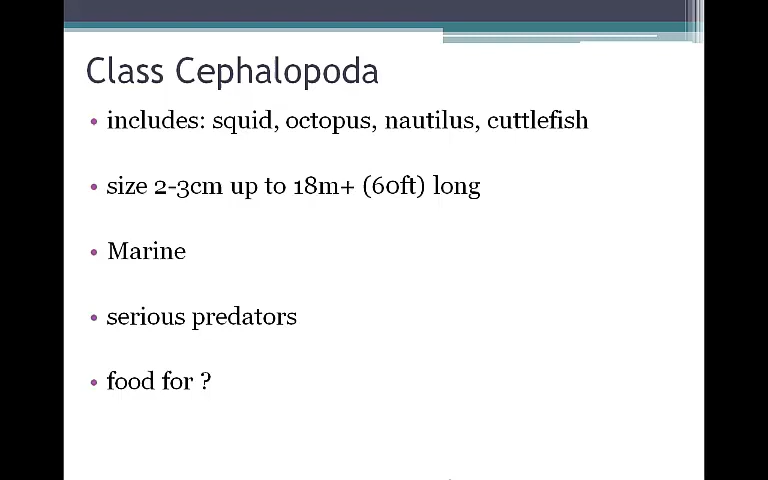 Class Cephalopoda
• includes: squid, octopus, nautilus, cuttlefish
• size 2-3cm up to 18m+ (60ft) long
• Marine
• serious predators
• food for ?